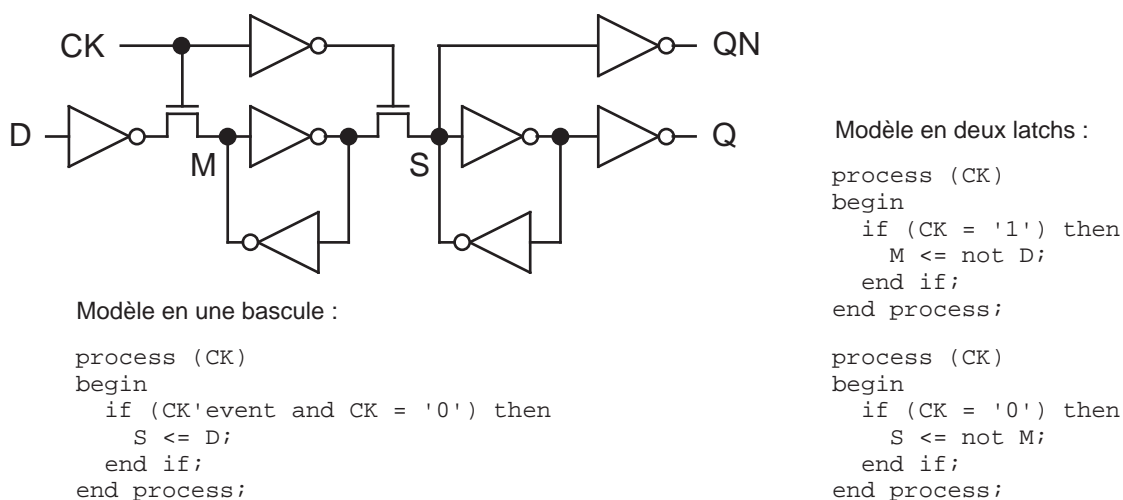 CK
QN
D
M
S
Q
Modèle en deux latchs :
process (CK)
begin
if (CK = '1') then
M <= not D;
end if;
end process;
process (CK)
begin
if (CK = '0') then
S <= not M;
end if;
end process;
Modèle en une bascule :
process (CK)
begin
if (CK'event and CK = '0') then
S <= D;
end if;
end process;